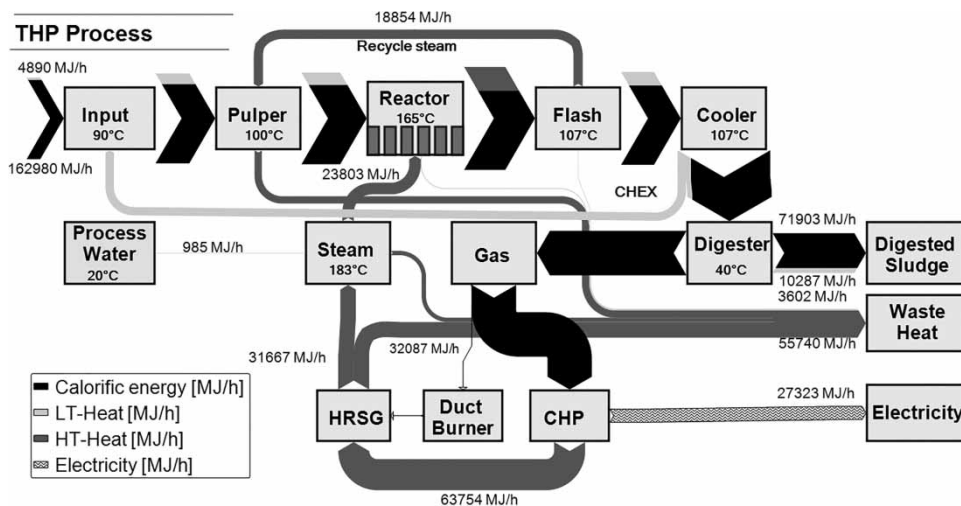 THP Process
18854 MJ/h
Recycle steam
4890 MJ/h
Input
90°C
Pulper
100°C
Reactor
165°C
Flash
107°C
Cooler
107°C
162980 MJ/h
23803 MJ/h
CHEX
Process
Water
20°C
985 MJ/h
Steam
183°C
Gas
Digester
40°C
71903 MJ/h
10287 MJ/h
Digested
Sludge
3602 MJ/h
Waste
Heat
55740 MJ/h
31667 MJ/h
32087 MJ/h
HRSG
Duct
Burner
CHP
27323 MJ/h
Electricity
63754 MJ/h
Calorific energy [MJ/h]
LT-Heat [MJ/h]
HT-Heat [MJ/h]
Electricity [MJ/h]